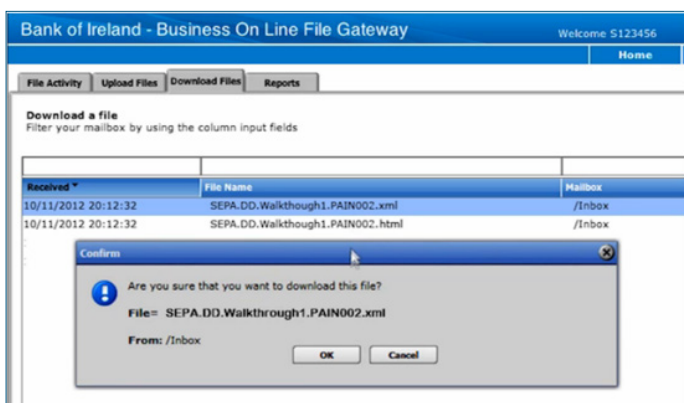 Bank of Ireland - Business On Line File Gateway
Welcome S123456
Home
File Activity Upload Files Download Files Reports
Download a file
Filter your mailbox by using the column input fields
Received File Name Mailbox
10/11/2012 20:12:32 SEPA.DD.Walkthough1.PAIN002.xml /Inbox
10/11/2012 20:12:32 SEPA.DD.Walkthough1.PAIN002.html /Inbox
Confirm
Are you sure that you want to download this file?
File= SEPA.DD.Walkthrough1.PAIN002.xml
From: /Inbox
OK Cancel